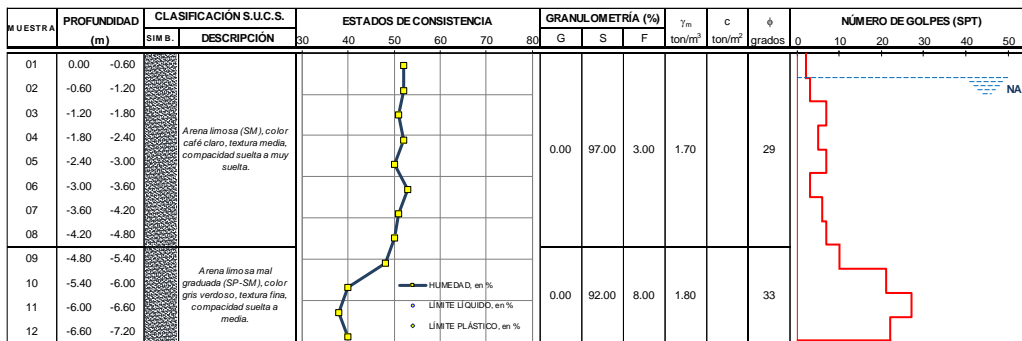 MUESTRA
PROFUNDIDAD
(m)
CLASIFICACIÓN S.U.C.S.
SIMB. DESCRIPCIÓN
ESTADOS DE CONSISTENCIA
30 40 50 60 70 80
GRANULOMETRÍA (%)
G S F
γm
ton/m³
c
ton/m²
ϕ
grados
NÚMERO DE GOLPES (SPT)
0 10 20 30 40 50
01 0.00 -0.60
02 -0.60 -1.20
03 -1.20 -1.80
04 -1.80 -2.40
05 -2.40 -3.00
06 -3.00 -3.60
07 -3.60 -4.20
08 -4.20 -4.80
09 -4.80 -5.40
10 -5.40 -6.00
11 -6.00 -6.60
12 -6.60 -7.20
Arena limosa (SM), color
café claro, textura media,
compacidad suelta a muy
suelta.
0.00 97.00 3.00 1.70 29
NA
Arena limosa mal
graduada (SP-SM), color
gris verdoso, textura fina,
compacidad suelta a
media.
HUMEDAD, en %
LÍMITE LÍQUIDO, en %
LÍMITE PLÁSTICO, en %
0.00 92.00 8.00 1.80 33